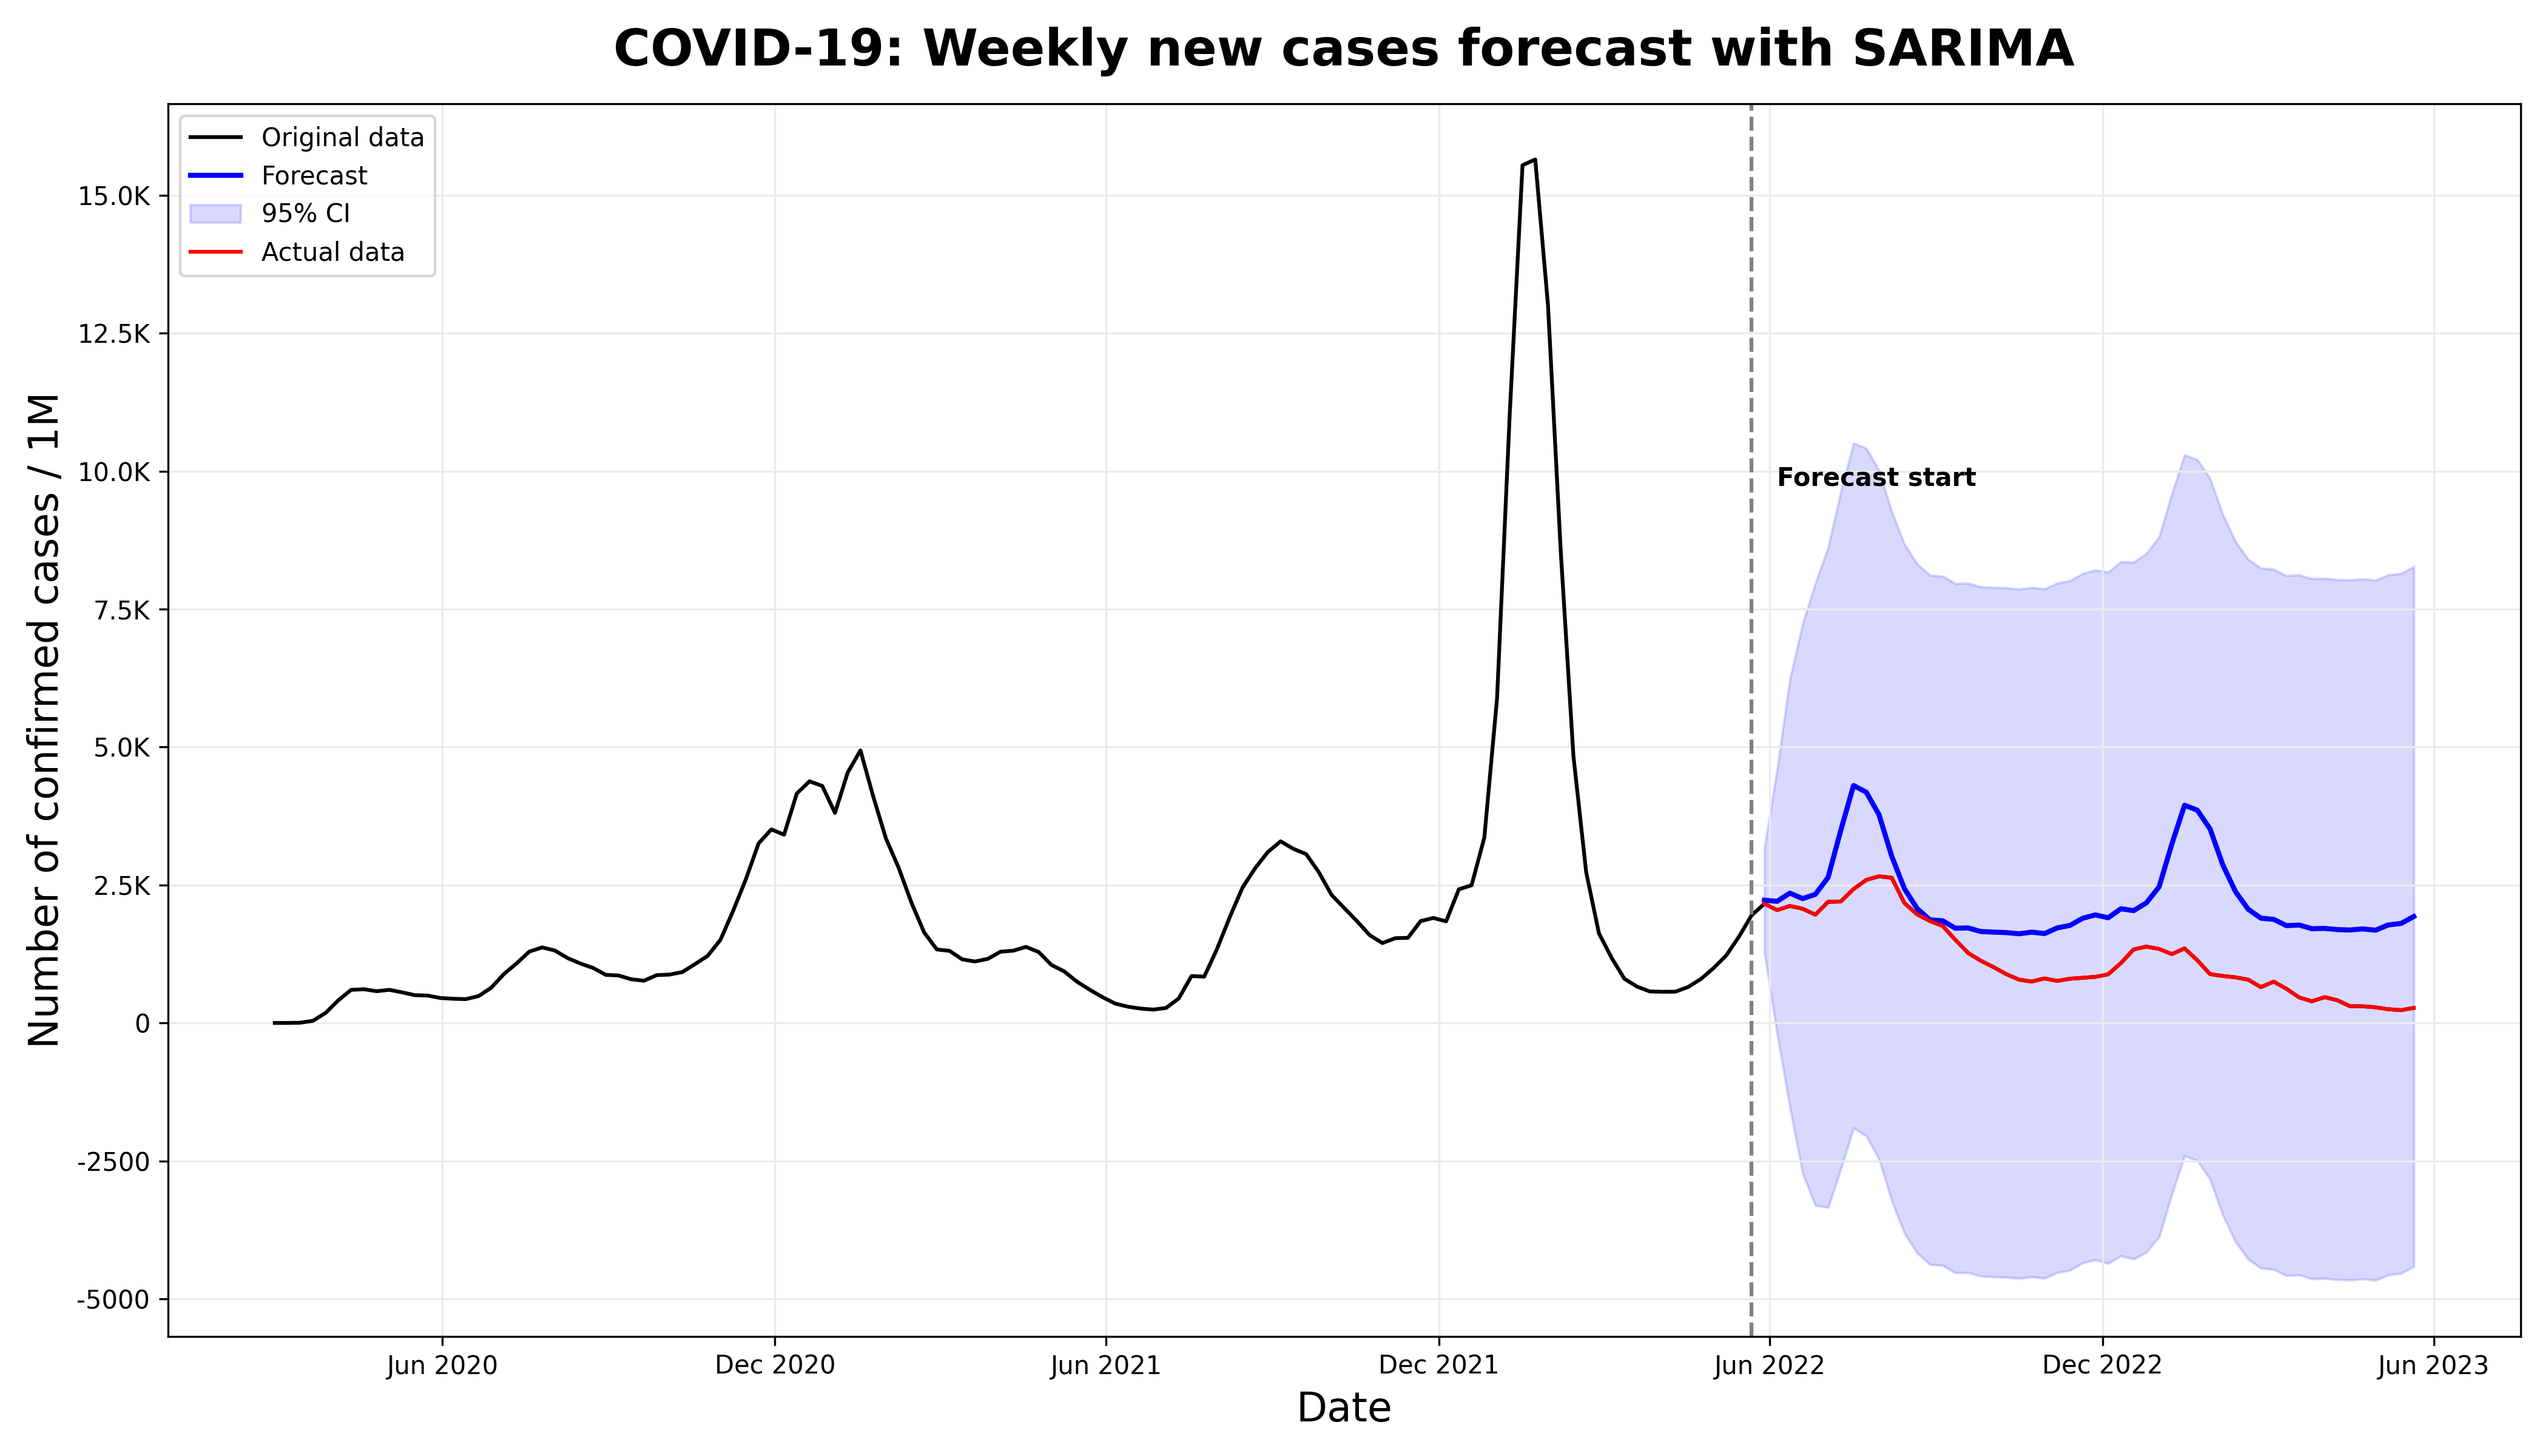 COVID-19: Weekly new cases forecast with SARIMA
Original data
Forecast
95% CI
Actual data
Forecast start
Number of confirmed cases / 1M
15.0K
12.5K
10.0K
7.5K
5.0K
2.5K
0
-2500
-5000
Jun 2020
Dec 2020
Jun 2021
Dec 2021
Jun 2022
Dec 2022
Jun 2023
Date